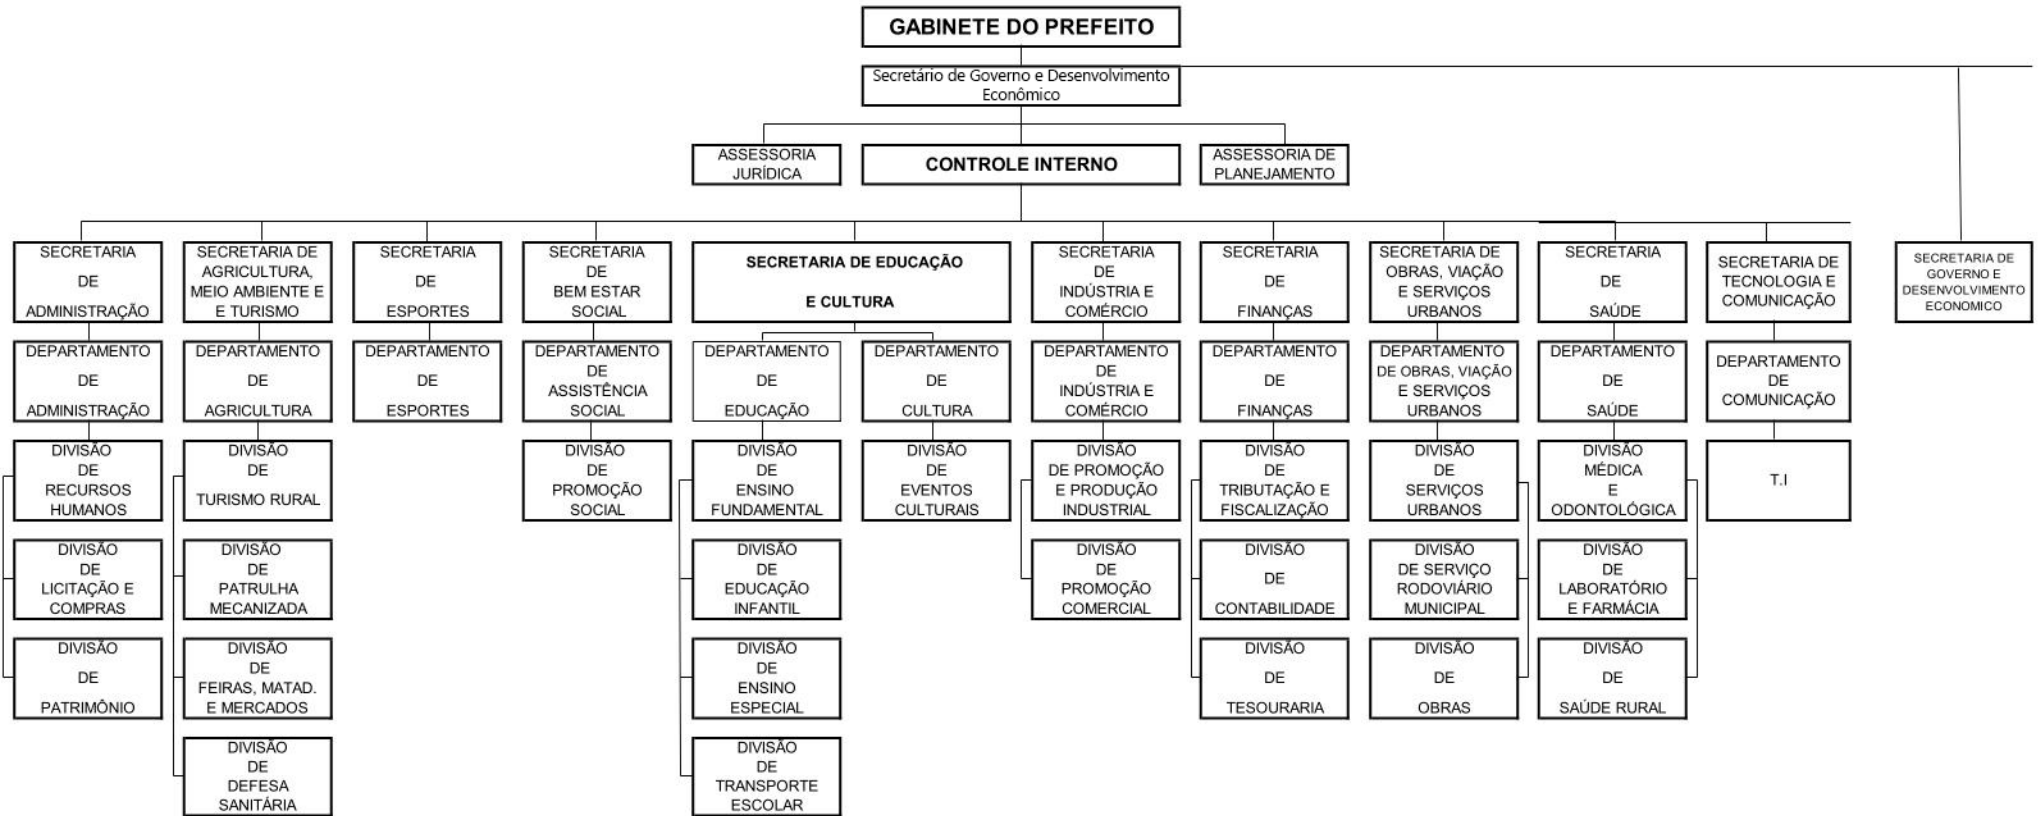 GABINETE DO PREFEITO
Secretário de Governo e Desenvolvimento
Econômico
ASSESSORIA
JURÍDICA
CONTROLE INTERNO
ASSESSORIA DE
PLANEJAMENTO
SECRETARIA
DE
ADMINISTRAÇÃO
SECRETARIA DE
AGRICULTURA,
MEIO AMBIENTE E
E TURISMO
SECRETARIA
DE
ESPORTES
SECRETARIA
DE
BEM ESTAR
SOCIAL
SECRETARIA DE EDUCAÇÃO
E CULTURA
SECRETARIA
DE
INDÚSTRIA E
COMÉRCIO
SECRETARIA
DE
FINANÇAS
SECRETARIA DE
OBRAS, VIAÇÃO
E SERVIÇOS
URBANOS
SECRETARIA
DE
SAÚDE
SECRETARIA DE
TECNOLOGIA E
COMUNICAÇÃO
SECRETARIA DE
GOVERNO E
DESENVOLVIMENTO
ECONOMICO
DEPARTAMENTO
DE
ADMINISTRAÇÃO
DEPARTAMENTO
DE
AGRICULTURA
DEPARTAMENTO
DE
ESPORTES
DEPARTAMENTO
DE
ASSISTÊNCIA
SOCIAL
DEPARTAMENTO
DE
EDUCAÇÃO
DEPARTAMENTO
DE
CULTURA
DEPARTAMENTO
DE
INDÚSTRIA E
COMÉRCIO
DEPARTAMENTO
DE
FINANÇAS
DEPARTAMENTO
DE OBRAS, VIAÇÃO
E SERVIÇOS
URBANOS
DEPARTAMENTO
DE
SAÚDE
DEPARTAMENTO
DE
COMUNICAÇÃO
DIVISÃO
DE
RECURSOS
HUMANOS
DIVISÃO
DE
TURISMO RURAL
DIVISÃO
DE
PROMOÇÃO
SOCIAL
DIVISÃO
DE
ENSINO
FUNDAMENTAL
DIVISÃO
DE
EVENTOS
CULTURAIS
DIVISÃO
DE PROMOÇÃO
E PRODUÇÃO
INDUSTRIAL
DIVISÃO
DE
TRIBUTAÇÃO E
FISCALIZAÇÃO
DIVISÃO
DE
SERVIÇOS
URBANOS
DIVISÃO
MÉDICA
E
ODONTOLÓGICA
T.I
DIVISÃO
DE
LICITAÇÃO E
COMPRAS
DIVISÃO
DE
PATRULHA
MECANIZADA
DIVISÃO
DE
EDUCAÇÃO
INFANTIL
DIVISÃO
DE
PROMOÇÃO
COMERCIAL
DIVISÃO
DE
CONTABILIDADE
DIVISÃO
DE SERVIÇO
RODOVIÁRIO
MUNICIPAL
DIVISÃO
DE
LABORATÓRIO
E FARMÁCIA
DIVISÃO
DE
PATRIMÔNIO
DIVISÃO
DE
FEIRAS, MATAD.
E MERCADOS
DIVISÃO
DE
ENSINO
ESPECIAL
DIVISÃO
DE
TESOURARIA
DIVISÃO
DE
OBRAS
DIVISÃO
DE
SAÚDE RURAL
DIVISÃO
DE
DEFESA
SANITÁRIA
DIVISÃO
DE
TRANSPORTE
ESCOLAR